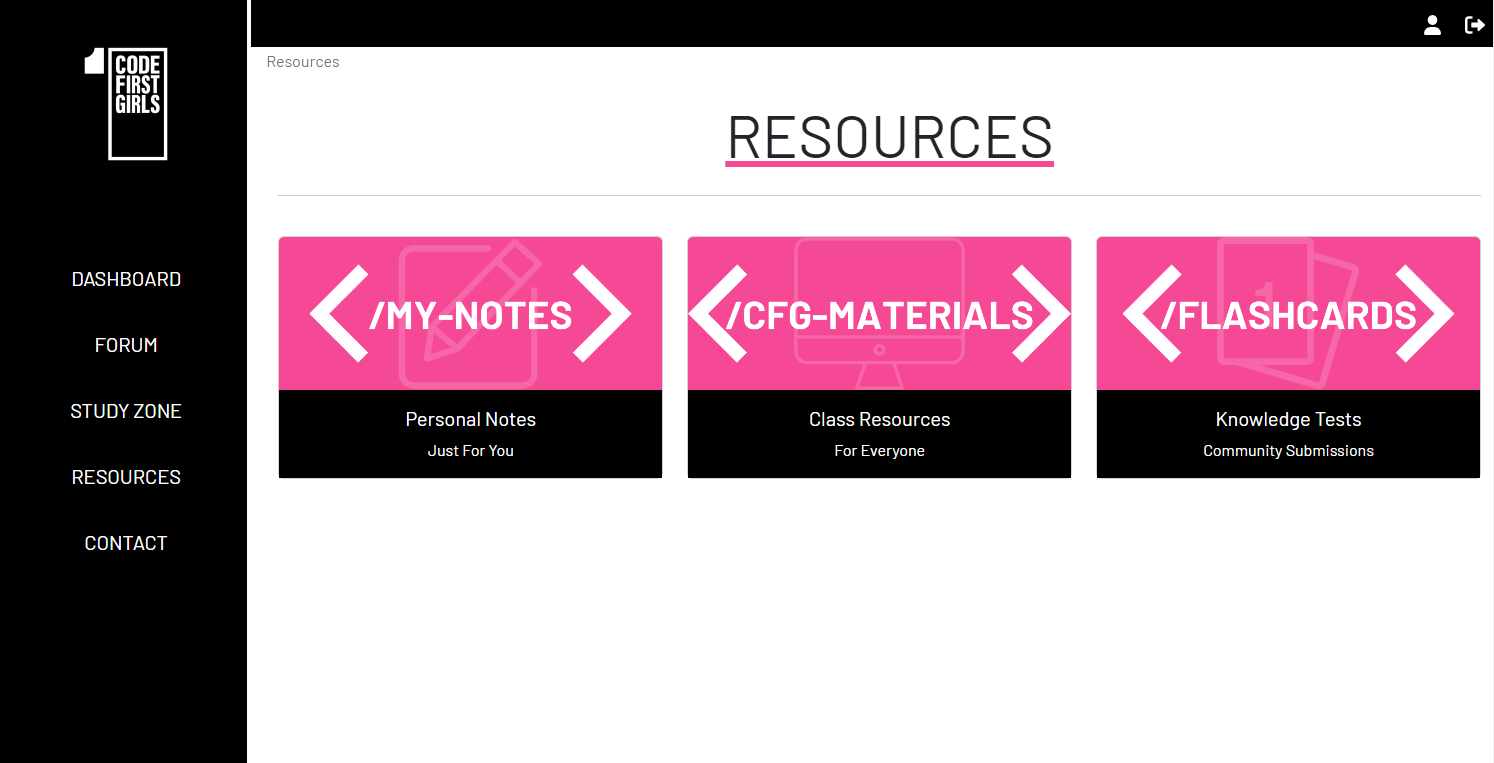 CODE
FIRST
GIRLS
DASHBOARD
FORUM
STUDY ZONE
RESOURCES
CONTACT
Resources
RESOURCES
/MY-NOTES
Personal Notes
Just For You
/CFG-MATERIALS
Class Resources
For Everyone
1
/FLASHCARDS
Knowledge Tests
Community Submissions